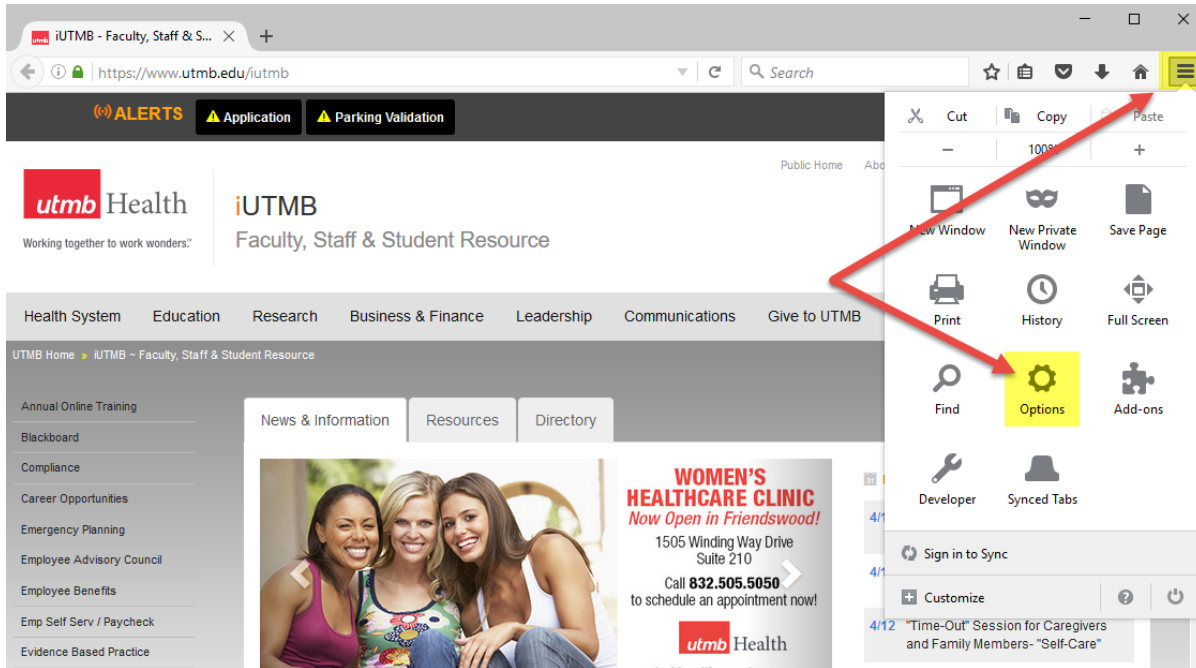 iUTMB - Faculty, Staff & S...
https://www.utmb.edu/iutmb
Search
ALERTS
Application
Parking Validation
Public Home
Abo
utmb Health
Working together to work wonders.®
iUTMB
Faculty, Staff & Student Resource
Health System Education Research Business & Finance Leadership Communications Give to UTMB
UTMB Home » iUTMB ~ Faculty, Staff & Student Resource
Annual Online Training
Blackboard
Compliance
Career Opportunities
Emergency Planning
Employee Advisory Council
Employee Benefits
Emp Self Serv / Paycheck
Evidence Based Practice
News & Information Resources Directory
WOMEN'S
HEALTHCARE CLINIC
Now Open in Friendswood!
1505 Winding Way Drive
Suite 210
Call 832.505.5050
to schedule an appointment now!
utmb Health
4/1
4/1
4/12 "Time-Out" Session for Caregivers
and Family Members- "Self-Care"
Cut Copy Paste
− 100% +
New Window
New Private
Window
Save Page
Print History Full Screen
Find Options Add-ons
Developer Synced Tabs
Sign in to Sync
Customize